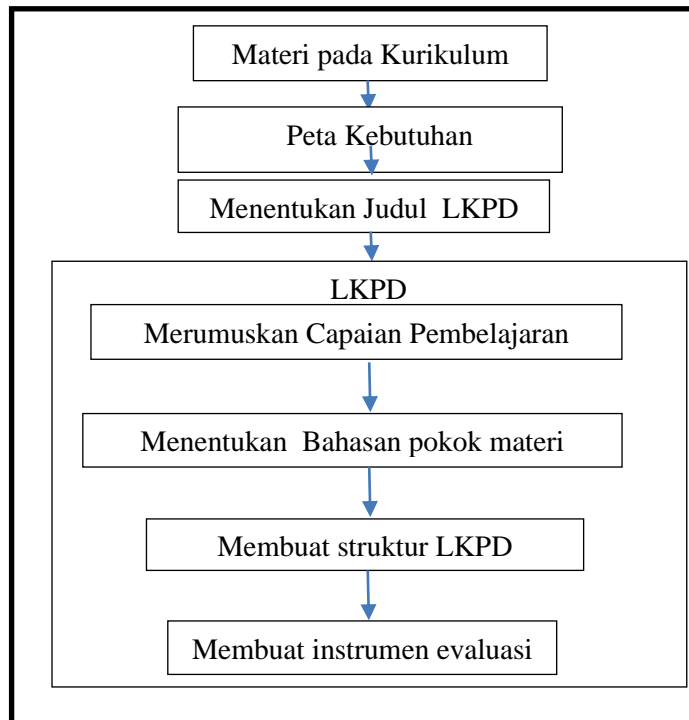 Materi pada Kurikulum
Peta Kebutuhan
Menentukan Judul LKPD
LKPD
Merumuskan Capaian Pembelajaran
Menentukan Bahasan pokok materi
Membuat struktur LKPD
Membuat instrumen evaluasi